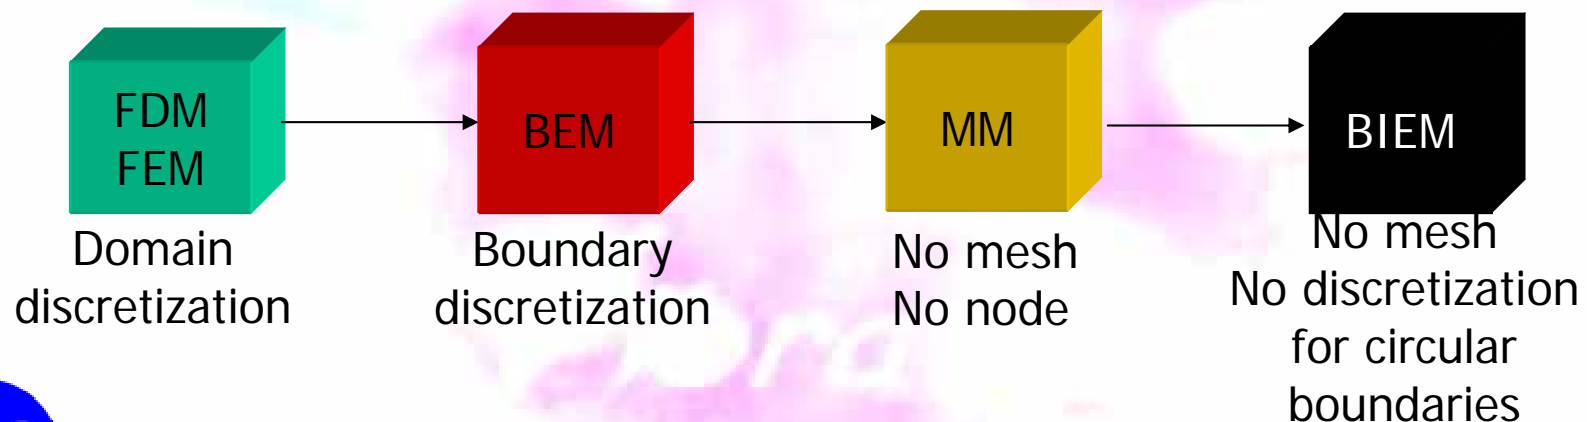 FDM
FEM
BEM
MM
BIEM
Domain
discretization
Boundary
discretization
No mesh
No node
No mesh
No discretization
for circular
boundaries